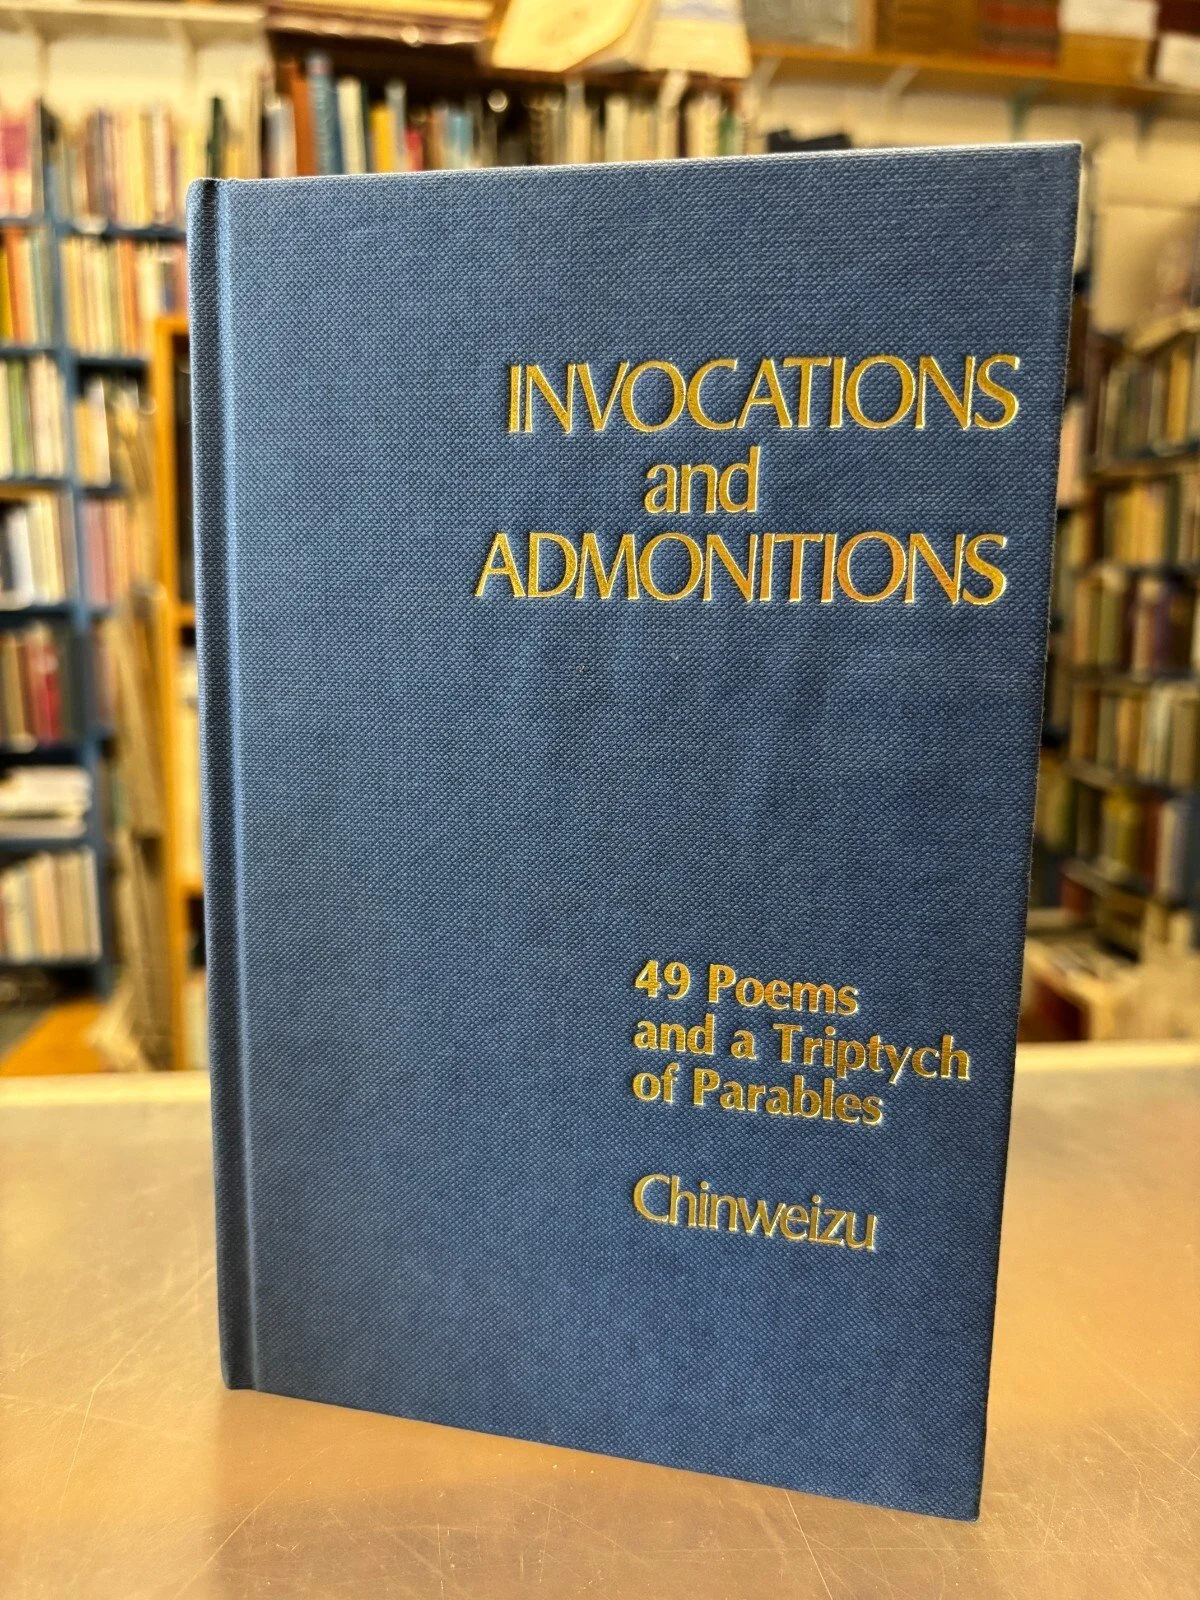 INVOCATIONS
and
ADMONITIONS
49 Poems
and a Triptych
of Parables
Chinweizu